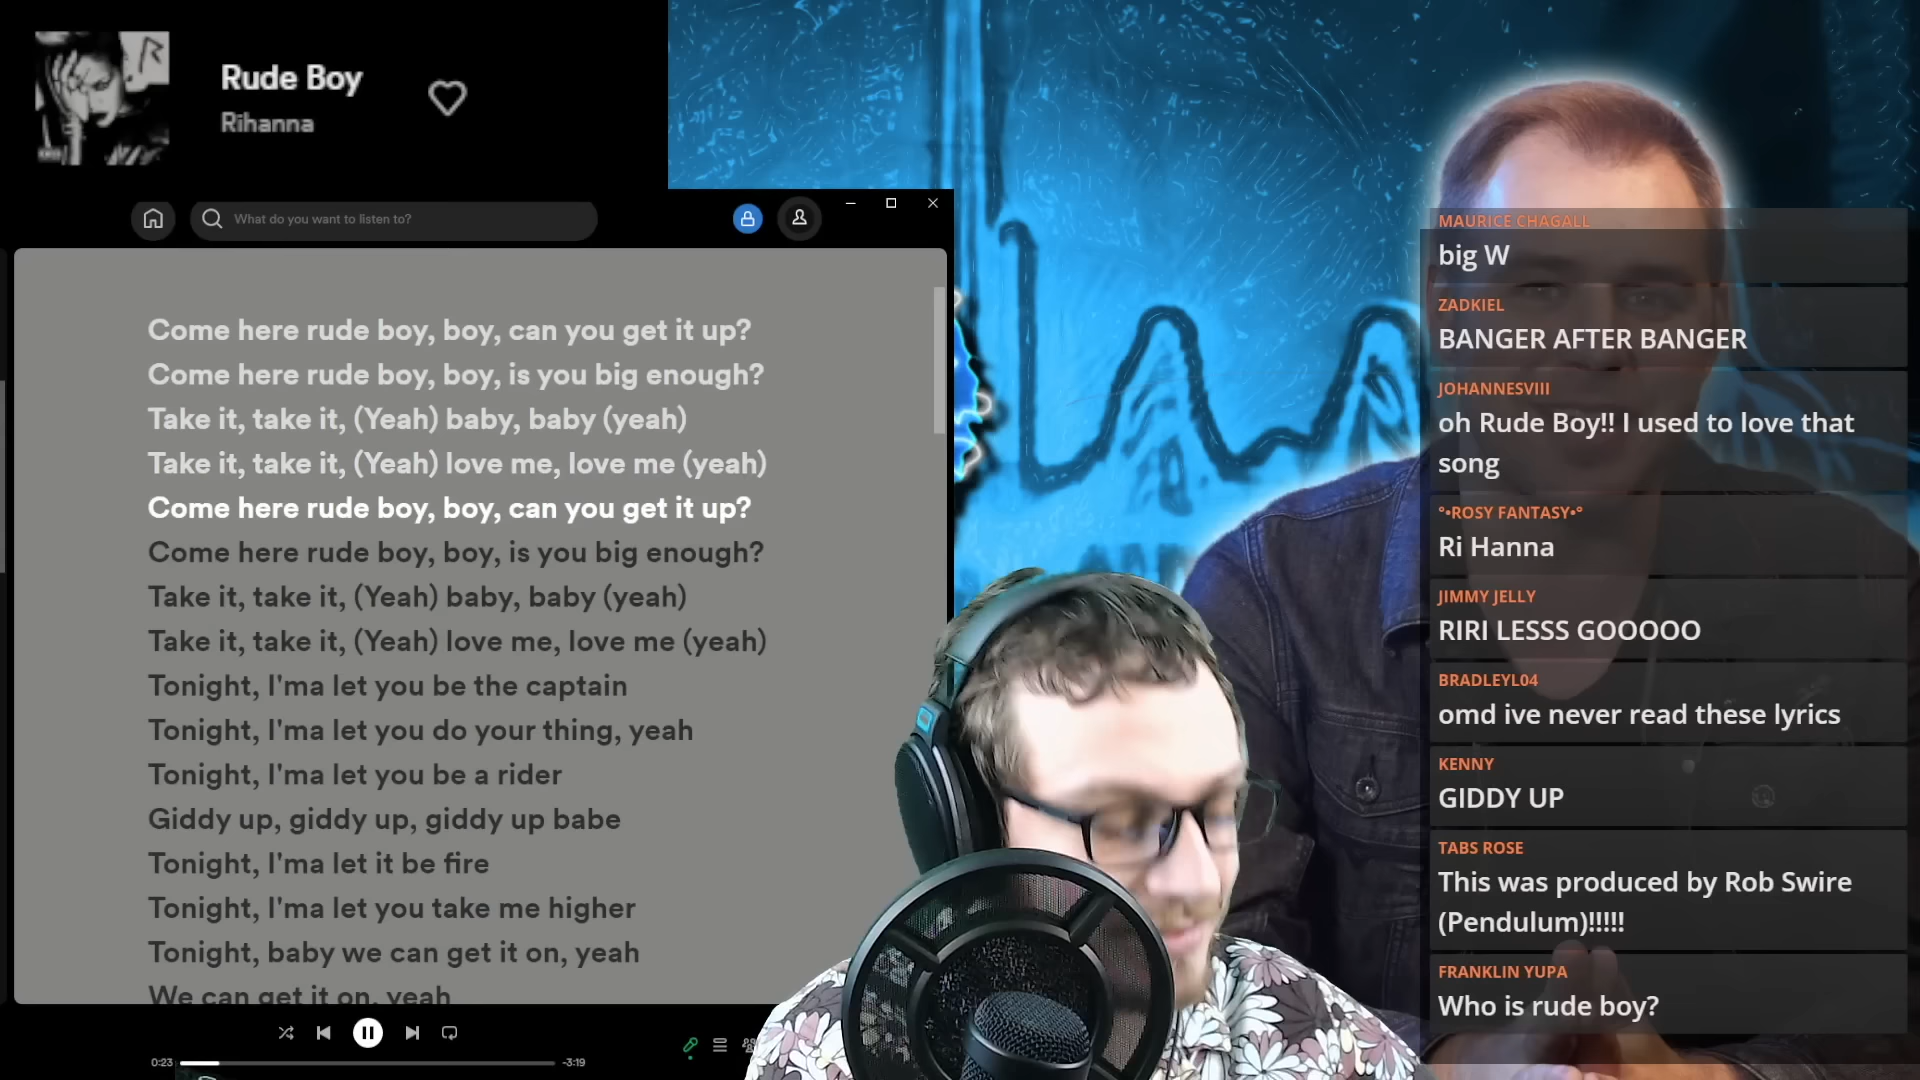 Rude Boy
Rihanna
What do you want to listen to?
Come here rude boy, boy, can you get it up?
Come here rude boy, boy, is you big enough?
Take it, take it, (Yeah) baby, baby (yeah)
Take it, take it, (Yeah) love me, love me (yeah)
Come here rude boy, boy, can you get it up?
Come here rude boy, boy, is you big enough?
Take it, take it, (Yeah) baby, baby (yeah)
Take it, take it, (Yeah) love me, love me (yeah)
Tonight, I'ma let you be the captain
Tonight, I'ma let you do your thing, yeah
Tonight, I'ma let you be a rider
Giddy up, giddy up, giddy up babe
Tonight, I'ma let it be fire
Tonight, I'ma let you take me higher
Tonight, baby we can get it on, yeah
We can get it on, yeah
0:23
-3:19
MAURICE CHAGALL
big W
ZADKIEL
BANGER AFTER BANGER
JOHANNESVIII
oh Rude Boy!! I used to love that
song
°•ROSY FANTASY•°
Ri Hanna
JIMMY JELLY
RIRI LESSS GOOOOO
BRADLEYL04
omd ive never read these lyrics
KENNY
GIDDY UP
TABS ROSE
This was produced by Rob Swire
(Pendulum)!!!!!
FRANKLIN YUPA
Who is rude boy?